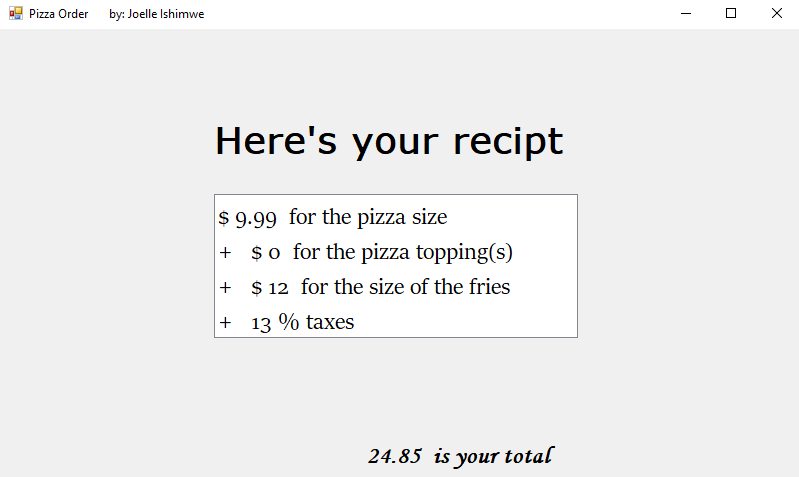 Pizza Order by: Joelle Ishimwe
Here's your recipt
$ 9.99 for the pizza size
+ $ 0 for the pizza topping(s)
+ $ 12 for the size of the fries
+ 13 % taxes
24.85 is your total